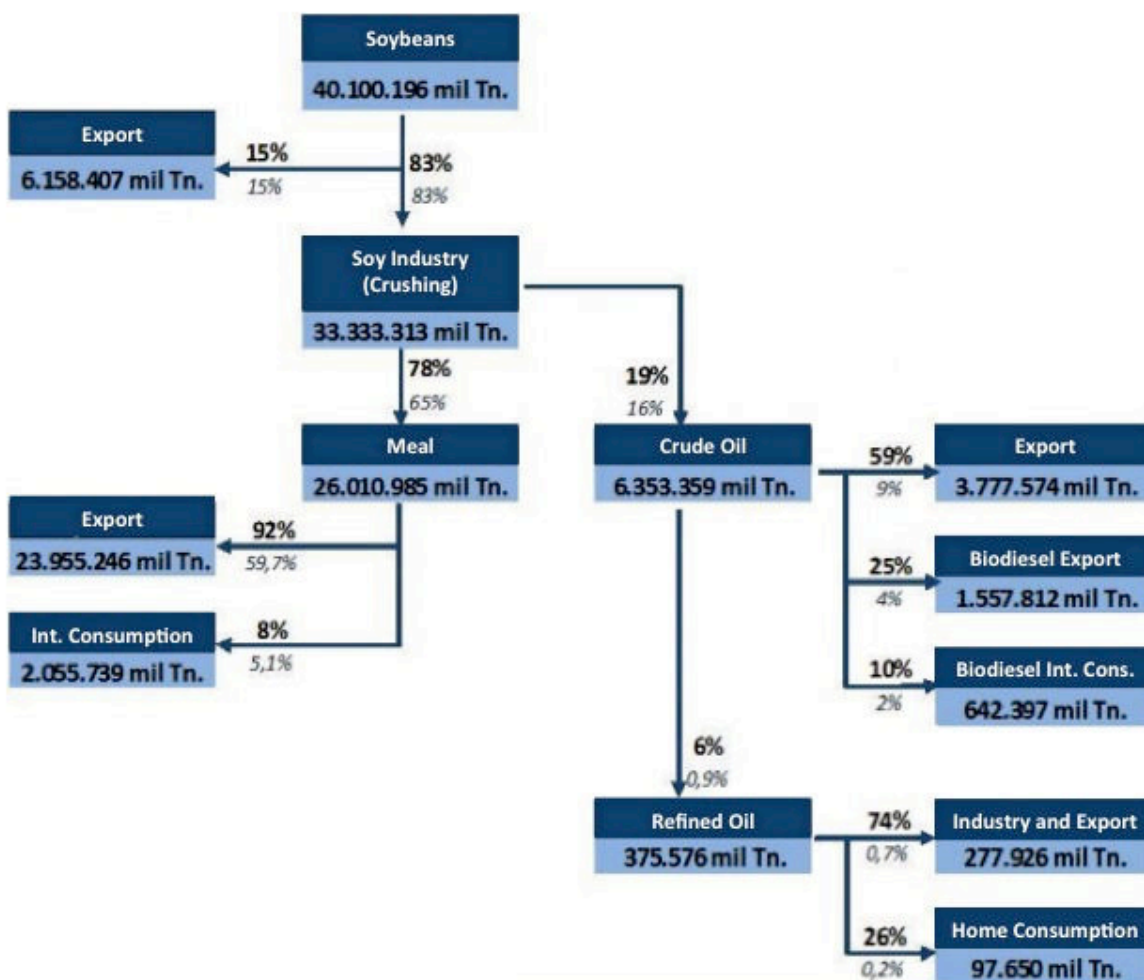 Soybeans
40.100.196 mil Tn.
Export
6.158.407 mil Tn.
15%
15%
83%
83%
Soy Industry
(Crushing)
33.333.313 mil Tn.
78%
65%
19%
16%
Meal
26.010.985 mil Tn.
Crude Oil
6.353.359 mil Tn.
59%
9%
Export
3.777.574 mil Tn.
Export
23.955.246 mil Tn.
92%
59,7%
25%
4%
Biodiesel Export
1.557.812 mil Tn.
Int. Consumption
2.055.739 mil Tn.
8%
5,1%
10%
2%
Biodiesel Int. Cons.
642.397 mil Tn.
6%
0,9%
Refined Oil
375.576 mil Tn.
74%
0,7%
Industry and Export
277.926 mil Tn.
26%
0,2%
Home Consumption
97.650 mil Tn.